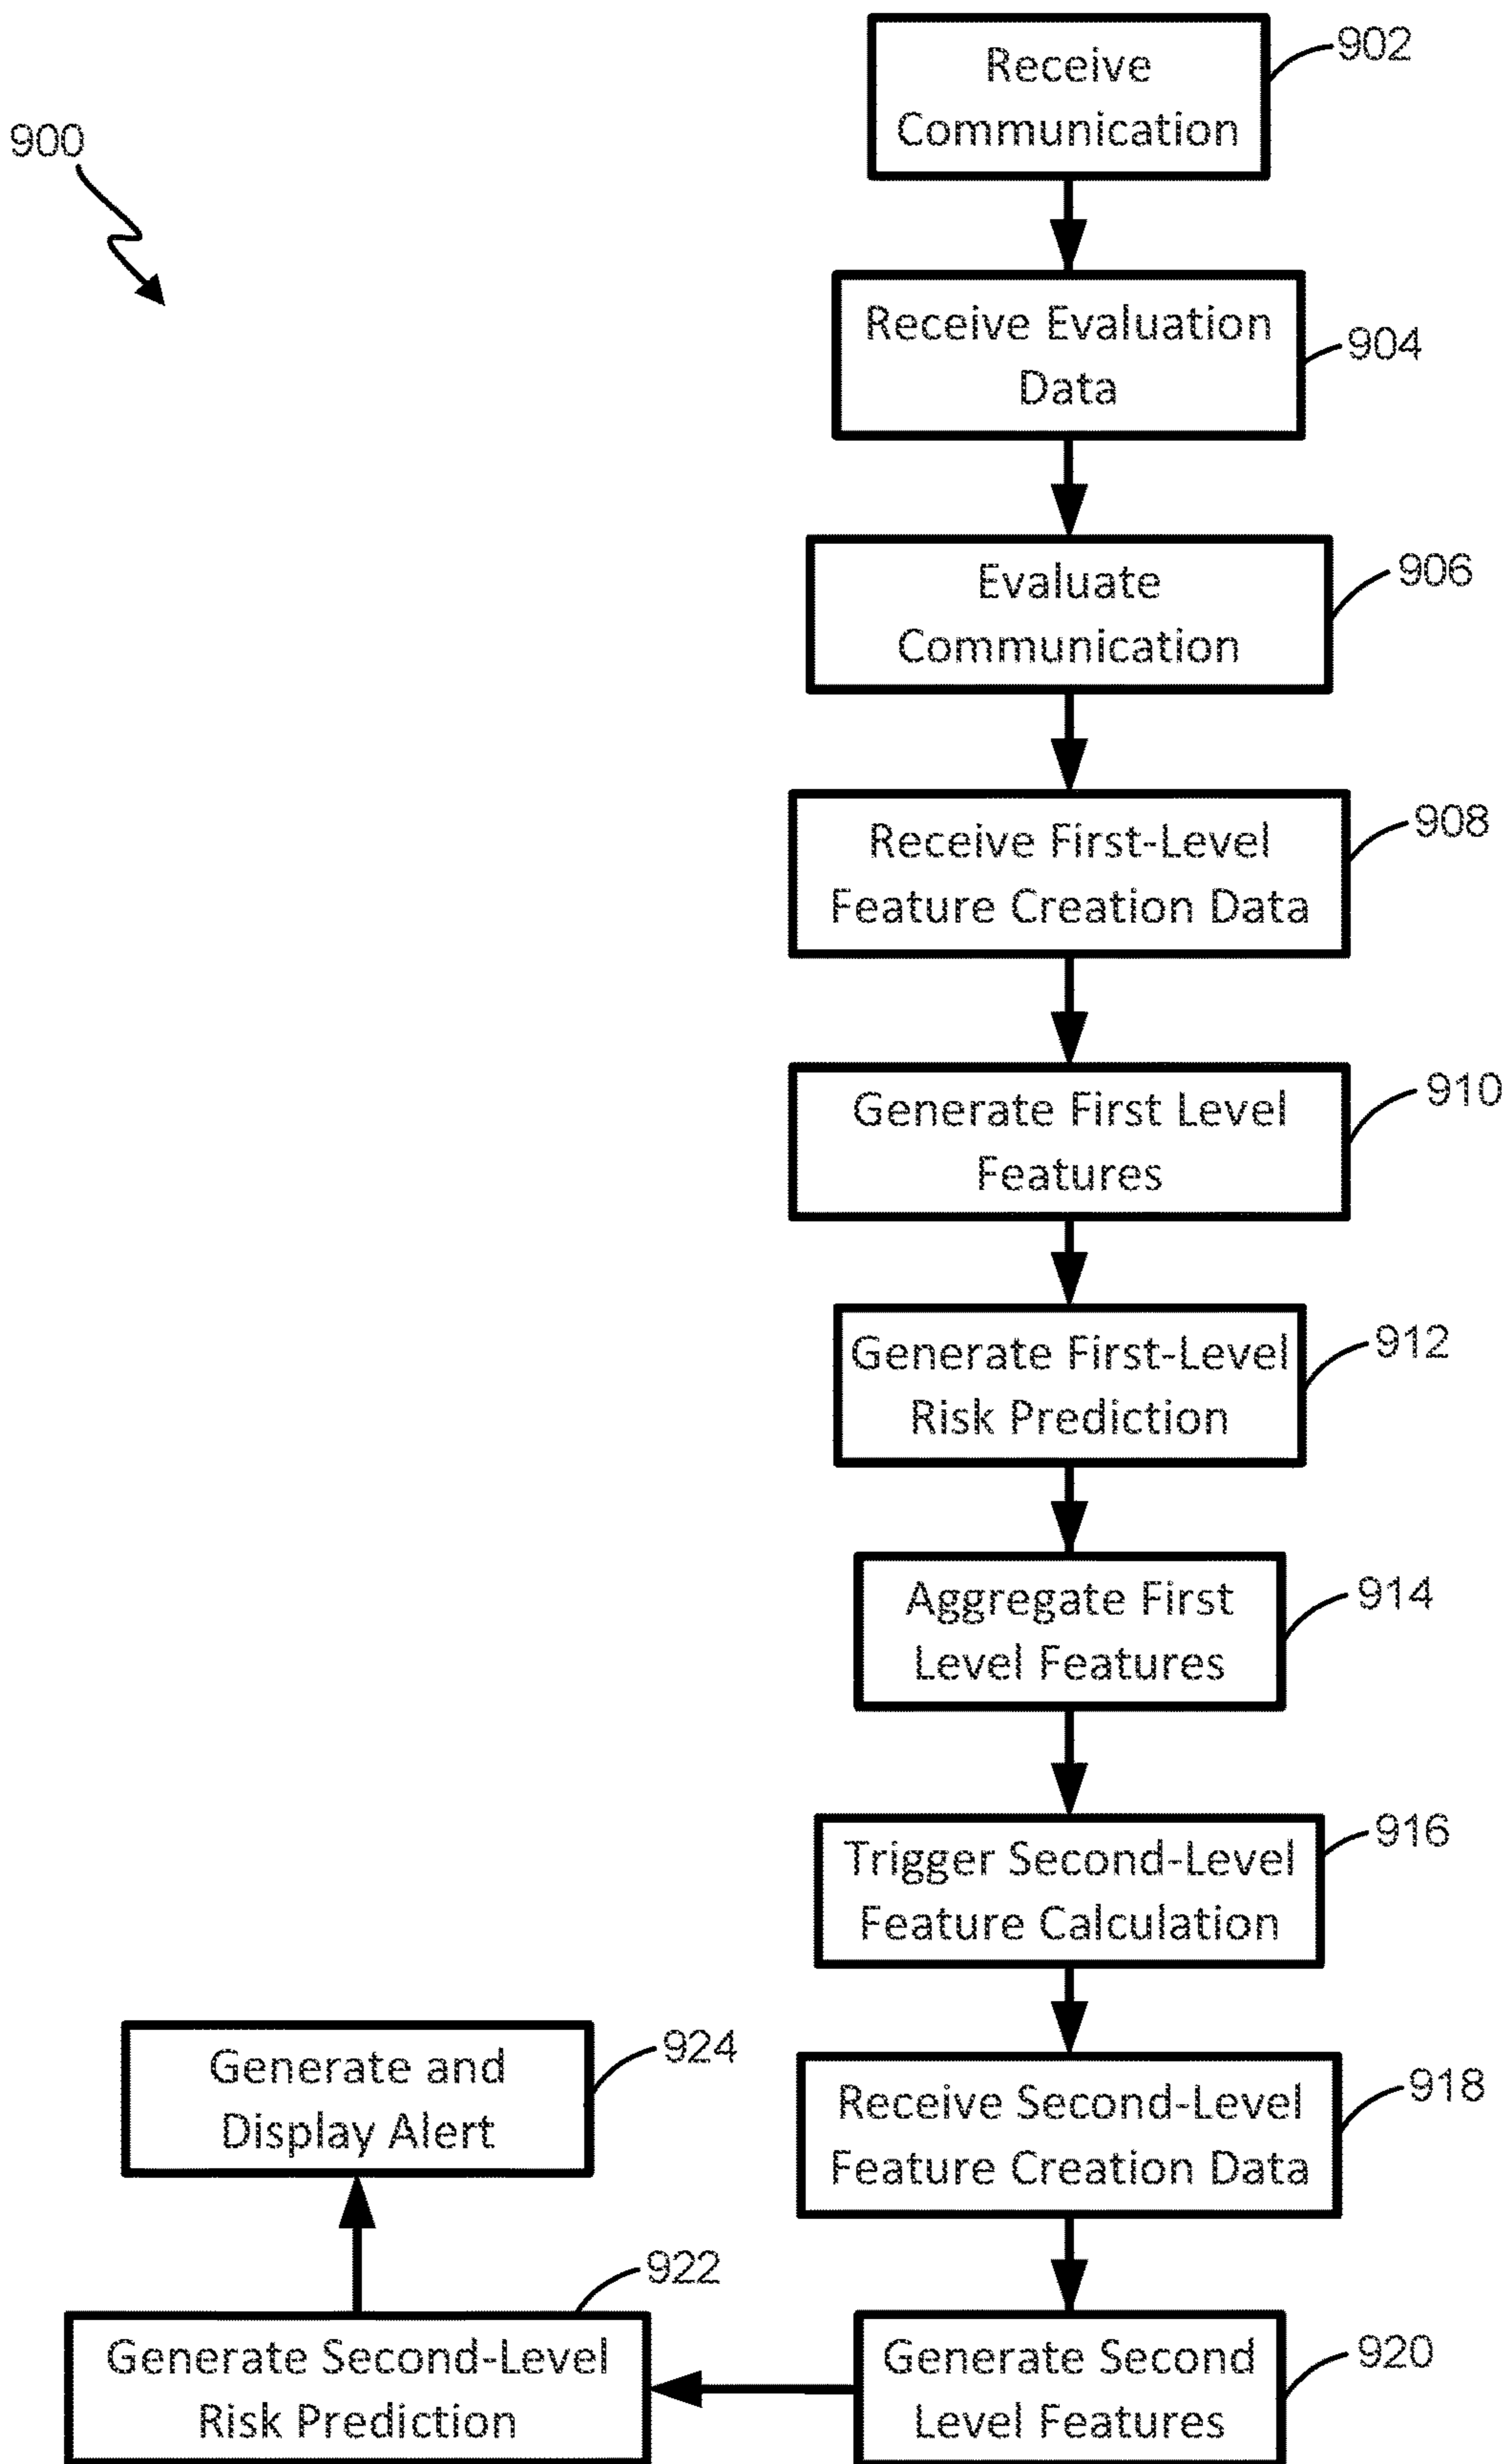 900
Receive
Communication
902
Receive Evaluation
Data
904
Evaluate
Communication
906
Receive First-Level
Feature Creation Data
908
Generate First Level
Features
910
Generate First-Level
Risk Prediction
912
Aggregate First
Level Features
914
Trigger Second-Level
Feature Calculation
916
Receive Second-Level
Feature Creation Data
918
Generate Second
Level Features
920
Generate Second-Level
Risk Prediction
922
Generate and
Display Alert
924